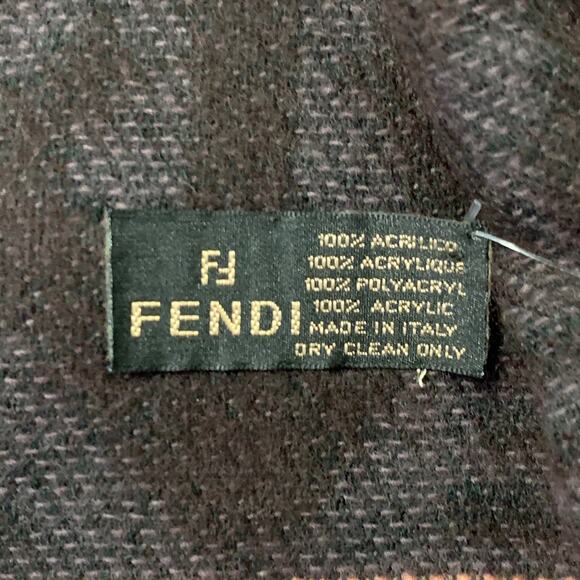 FF
FENDI
100% ACRILICO
100% ACRYLIQUE
100% POLYACRYL
100% ACRYLIC
MADE IN ITALY
DRY CLEAN ONLY